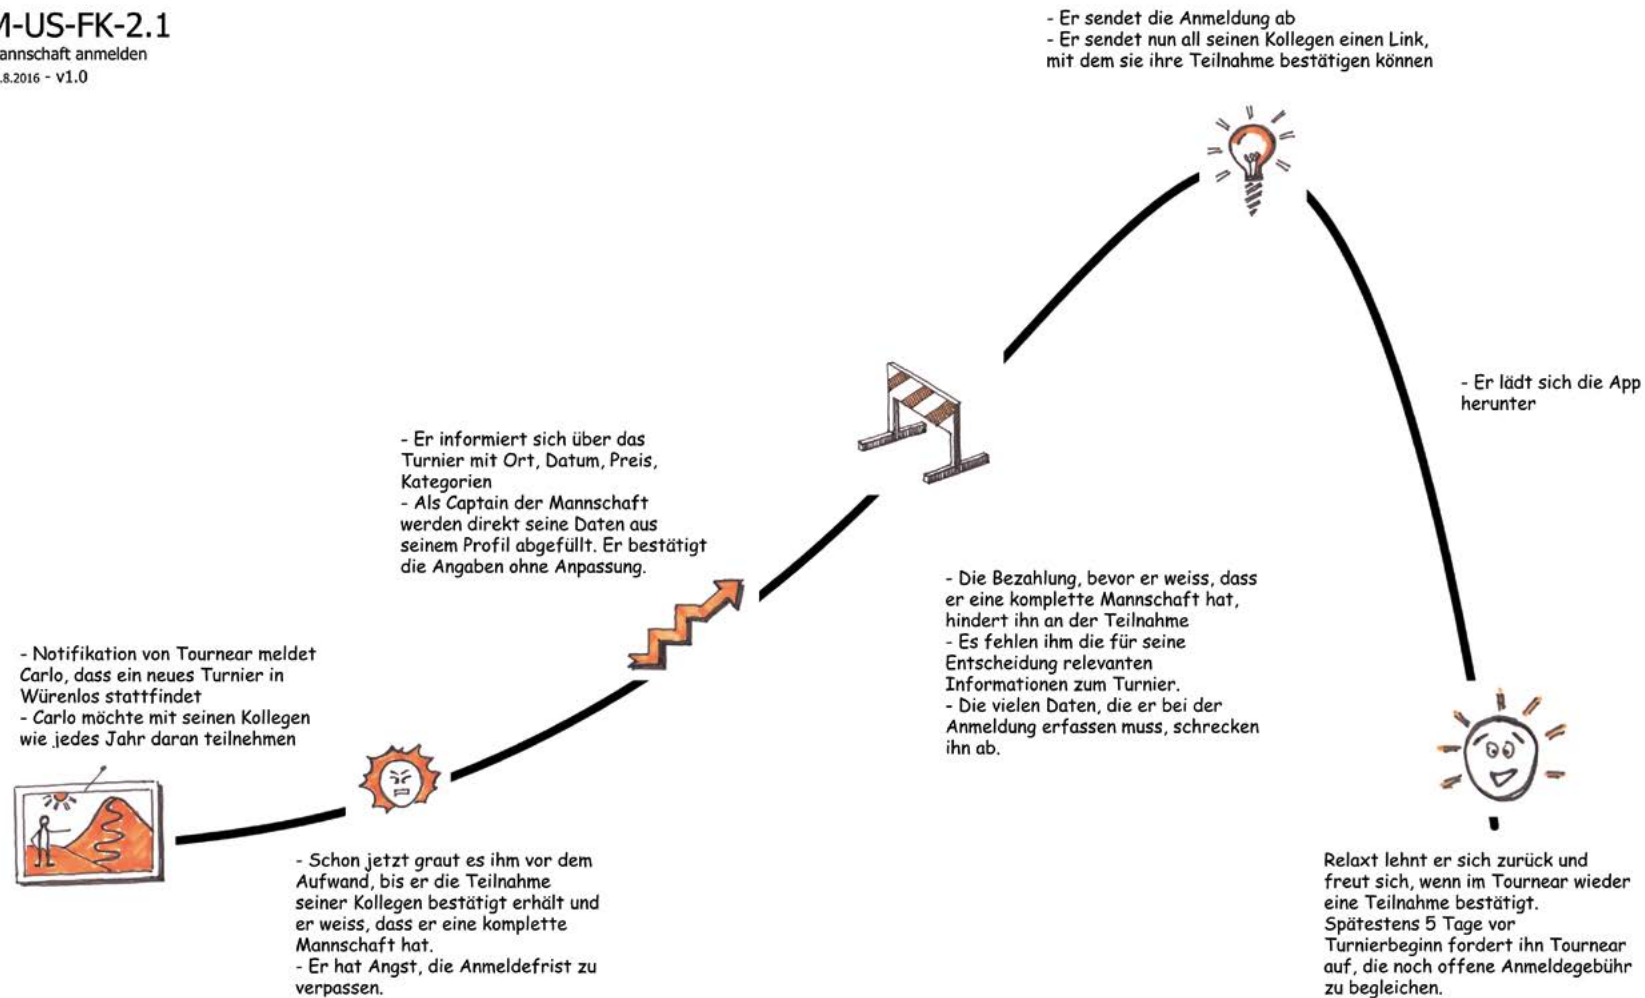 M-US-FK-2.1
annschaft anmelden
.8.2016 - v1.0
- Er sendet die Anmeldung ab
- Er sendet nun all seinen Kollegen einen Link,
mit dem sie ihre Teilnahme bestätigen können
- Er lädt sich die App
herunter
- Er informiert sich über das
Turnier mit Ort, Datum, Preis,
Kategorien
- Als Captain der Mannschaft
werden direkt seine Daten aus
seinem Profil abgefüllt. Er bestätigt
die Angaben ohne Anpassung.
- Die Bezahlung, bevor er weiss, dass
er eine komplette Mannschaft hat,
hindert ihn an der Teilnahme
- Es fehlen ihm die für seine
Entscheidung relevanten
Informationen zum Turnier.
- Die vielen Daten, die er bei der
Anmeldung erfassen muss, schrecken
ihn ab.
- Notifikation von Tournear meldet
Carlo, dass ein neues Turnier in
Würenlos stattfindet
- Carlo möchte mit seinen Kollegen
wie jedes Jahr daran teilnehmen
- Schon jetzt graut es ihm vor dem
Aufwand, bis er die Teilnahme
seiner Kollegen bestätigt erhält und
er weiss, dass er eine komplette
Mannschaft hat.
- Er hat Angst, die Anmeldefrist zu
verpassen.
Relaxt lehnt er sich zurück und
freut sich, wenn im Tournear wieder
eine Teilnahme bestätigt.
Spätestens 5 Tage vor
Turnierbeginn fordert ihn Tournear
auf, die noch offene Anmeldegebühr
zu begleichen.